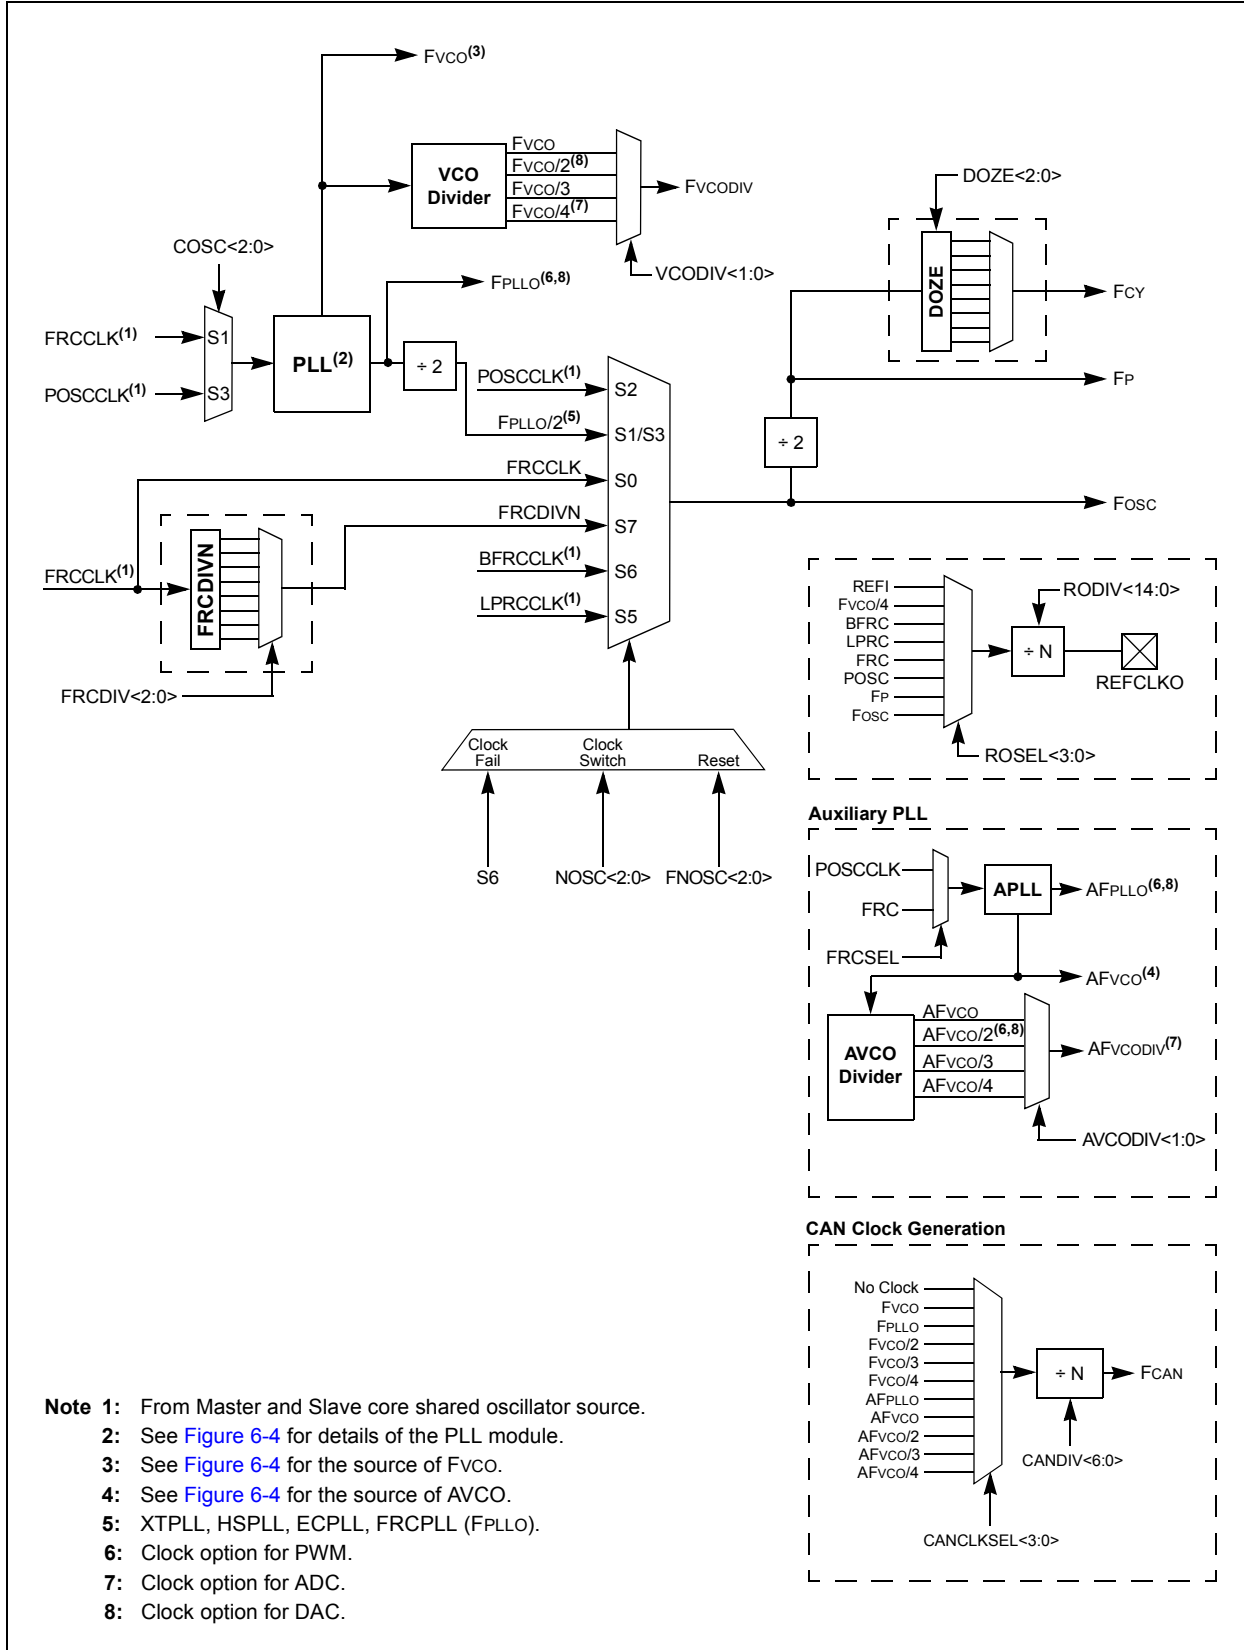 FVCO(3)
VCO
Divider
FVCO
FVCO/2(8)
FVCO/3
FVCO/4(7)
FVCODIV
VCODIV<1:0>
DOZE<2:0>
DOZE
FCY
FP
÷ 2
FOSC
COSC<2:0>
FRCCLK(1)
S1
POSCCLK(1)
S3
PLL(2)
FPLLO(6,8)
÷ 2
POSCCLK(1)
S2
FPLLO/2(5)
S1/S3
FRCCLK
S0
FRCDIVN
S7
BFRCCLK(1)
S6
LPRCCLK(1)
S5
FRCCLK(1)
FRCDIVN
FRCDIV<2:0>
Clock
Fail
Clock
Switch
Reset
S6
NOSC<2:0>
FNOSC<2:0>
REFI
FVCO/4
BFRC
LPRC
FRC
POSC
FP
FOSC
RODIV<14:0>
÷ N
REFCLKO
ROSEL<3:0>
Auxiliary PLL
POSCCLK
FRC
FRCSEL
APLL
AFPLLO(6,8)
AFVCO(4)
AVCO
Divider
AFVCO
AFVCO/2(6,8)
AFVCO/3
AFVCO/4
AFVCODIV(7)
AVCODIV<1:0>
CAN Clock Generation
No Clock
FVCO
FPLLO
FVCO/2
FVCO/3
FVCO/4
AFPLLO
AFVCO
AFVCO/2
AFVCO/3
AFVCO/4
÷ N
FCAN
CANDIV<6:0>
CANCLKSEL<3:0>
Note 1: From Master and Slave core shared oscillator source.
2: See Figure 6-4 for details of the PLL module.
3: See Figure 6-4 for the source of FVCO.
4: See Figure 6-4 for the source of AVCO.
5: XTPLL, HSPLL, ECPLL, FRCPLL (FPLLO).
6: Clock option for PWM.
7: Clock option for ADC.
8: Clock option for DAC.